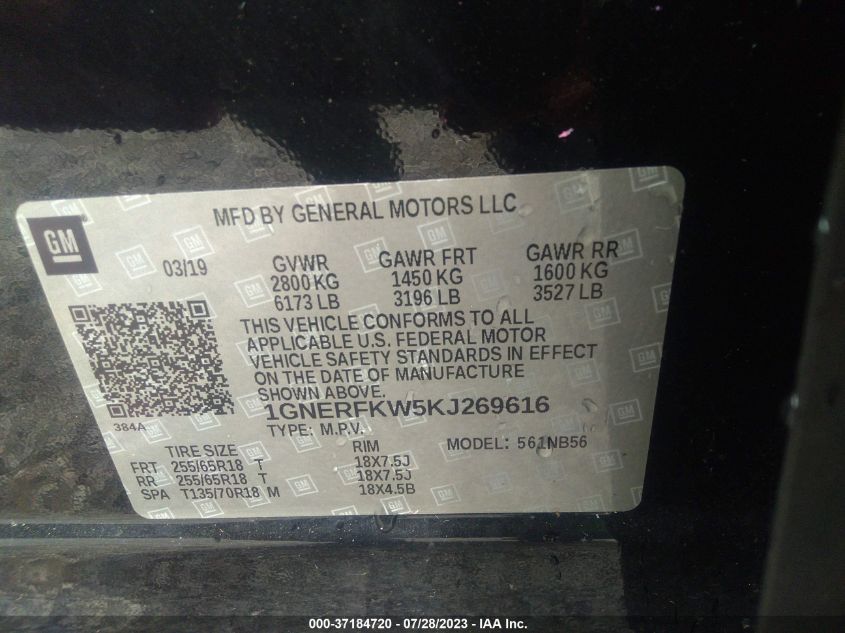 GM
MFD BY GENERAL MOTORS LLC
03/19
GVWR GAWR FRT GAWR RR
2800 KG 1450 KG 1600 KG
6173 LB 3196 LB 3527 LB
THIS VEHICLE CONFORMS TO ALL
APPLICABLE U.S. FEDERAL MOTOR
VEHICLE SAFETY STANDARDS IN EFFECT
ON THE DATE OF MANUFACTURE
SHOWN ABOVE.
1GNERFKW5KJ269616
384A
TYPE: M.P.V. MODEL: 561NB56
TIRE SIZE RIM
FRT 255/65R18 T 18X7.5J
RR 255/65R18 T 18X7.5J
SPA T135/70R18 M 18X4.5B
000-37184720 / 07/28/2023 - © IAA Inc.